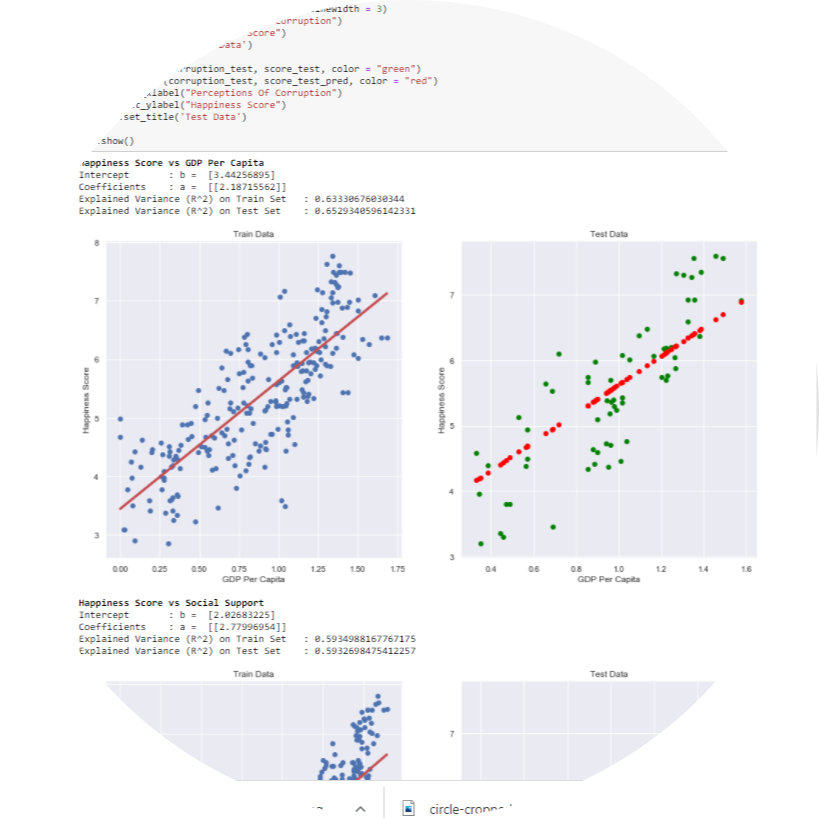 = 3)
")
")
')
corruption_test, score_test, color = "green")
(corruption_test, score_test_pred, color = "red")
("Perceptions Of Corruption")
_ylabel("Happiness Score")
set_title('Test Data')
.show()
Happiness Score vs GDP Per Capita
Intercept : b = [3.44256895]
Coefficients : a = [[2.18715562]]
Explained Variance (R^2) on Train Set : 0.63330676030344
Explained Variance (R^2) on Test Set : 0.6529340596142331
Train Data
Test Data
Happiness Score
8
7
6
5
4
3
0.00 0.25 0.50 0.75 1.00 1.25 1.50 1.75
GDP Per Capita
Happiness Score
7
6
5
4
3
0.4 0.6 0.8 1.0 1.2 1.4 1.6
GDP Per Capita
Happiness Score vs Social Support
Intercept : b = [2.02683225]
Coefficients : a = [[2.77996954]]
Explained Variance (R^2) on Train Set : 0.5934988167767175
Explained Variance (R^2) on Test Set : 0.5932698475412257
Train Data
Test Data
7